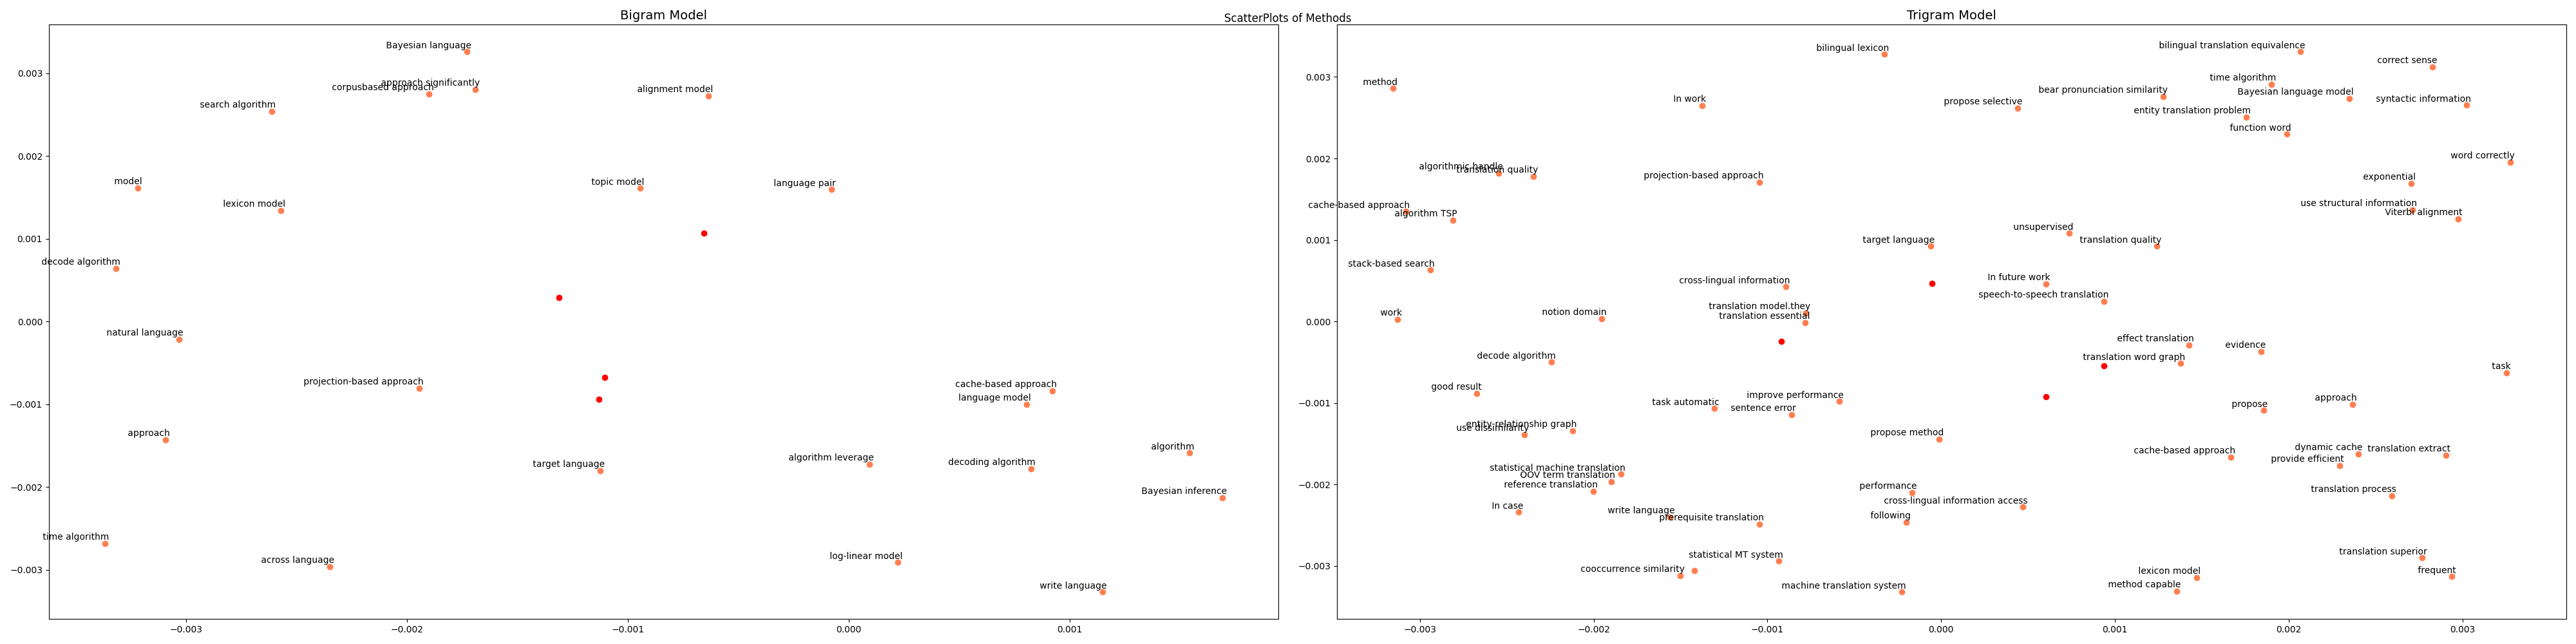 ScatterPlots of Methods
Bigram Model
0.003
0.002
0.001
0.000
−0.001
−0.002
−0.003
Bayesian language
approach significantly
corpusbased approach
alignment model
search algorithm
model
topic model
language pair
lexicon model
decode algorithm
natural language
projection-based approach
cache-based approach
language model
approach
algorithm
target language
algorithm leverage
decoding algorithm
Bayesian inference
time algorithm
across language
log-linear model
write language
−0.003
−0.002
−0.001
0.000
0.001
Trigram Model
0.003
0.002
0.001
0.000
−0.001
−0.002
−0.003
bilingual lexicon
bilingual translation equivalence
correct sense
method
time algorithm
bear pronunciation similarity
Bayesian language model
In work
propose selective
syntactic information
entity translation problem
function word
word correctly
algorithmic handle
translation quality
projection-based approach
exponential
cache-based approach
algorithm TSP
use structural information
Viterbi alignment
unsupervised
target language
translation quality
stack-based search
cross-lingual information
In future work
speech-to-speech translation
work
notion domain
translation model.they
translation essential
effect translation
evidence
decode algorithm
translation word graph
task
good result
improve performance
task automatic
sentence error
propose
approach
entity-relationship graph
use dissimilarity
propose method
cache-based approach
dynamic cache
translation extract
provide efficient
statistical machine translation
OOV term translation
reference translation
performance
translation process
In case
cross-lingual information access
write language
prerequisite translation
following
statistical MT system
translation superior
cooccurrence similarity
lexicon model
frequent
machine translation system
method capable
−0.003
−0.002
−0.001
0.000
0.001
0.002
0.003